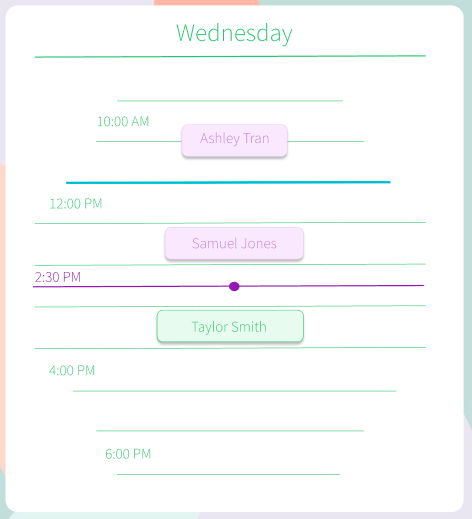 Wednesday
10:00 AM
Ashley Tran
12:00 PM
Samuel Jones
2:30 PM
Taylor Smith
4:00 PM
6:00 PM